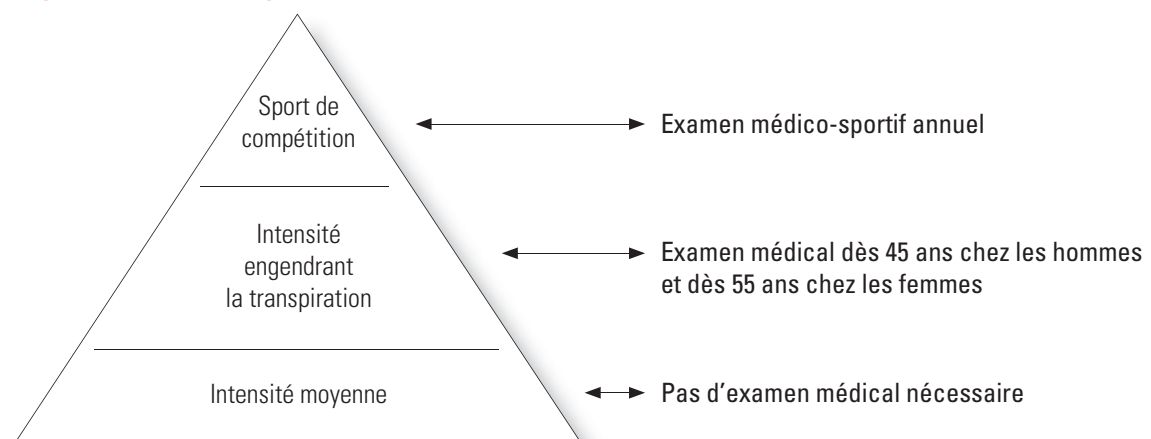 Sport de
compétition
Examen médico-sportif annuel
Intensité
engendrant
la transpiration
Examen médical dès 45 ans chez les hommes
et dès 55 ans chez les femmes
Intensité moyenne
Pas d'examen médical nécessaire